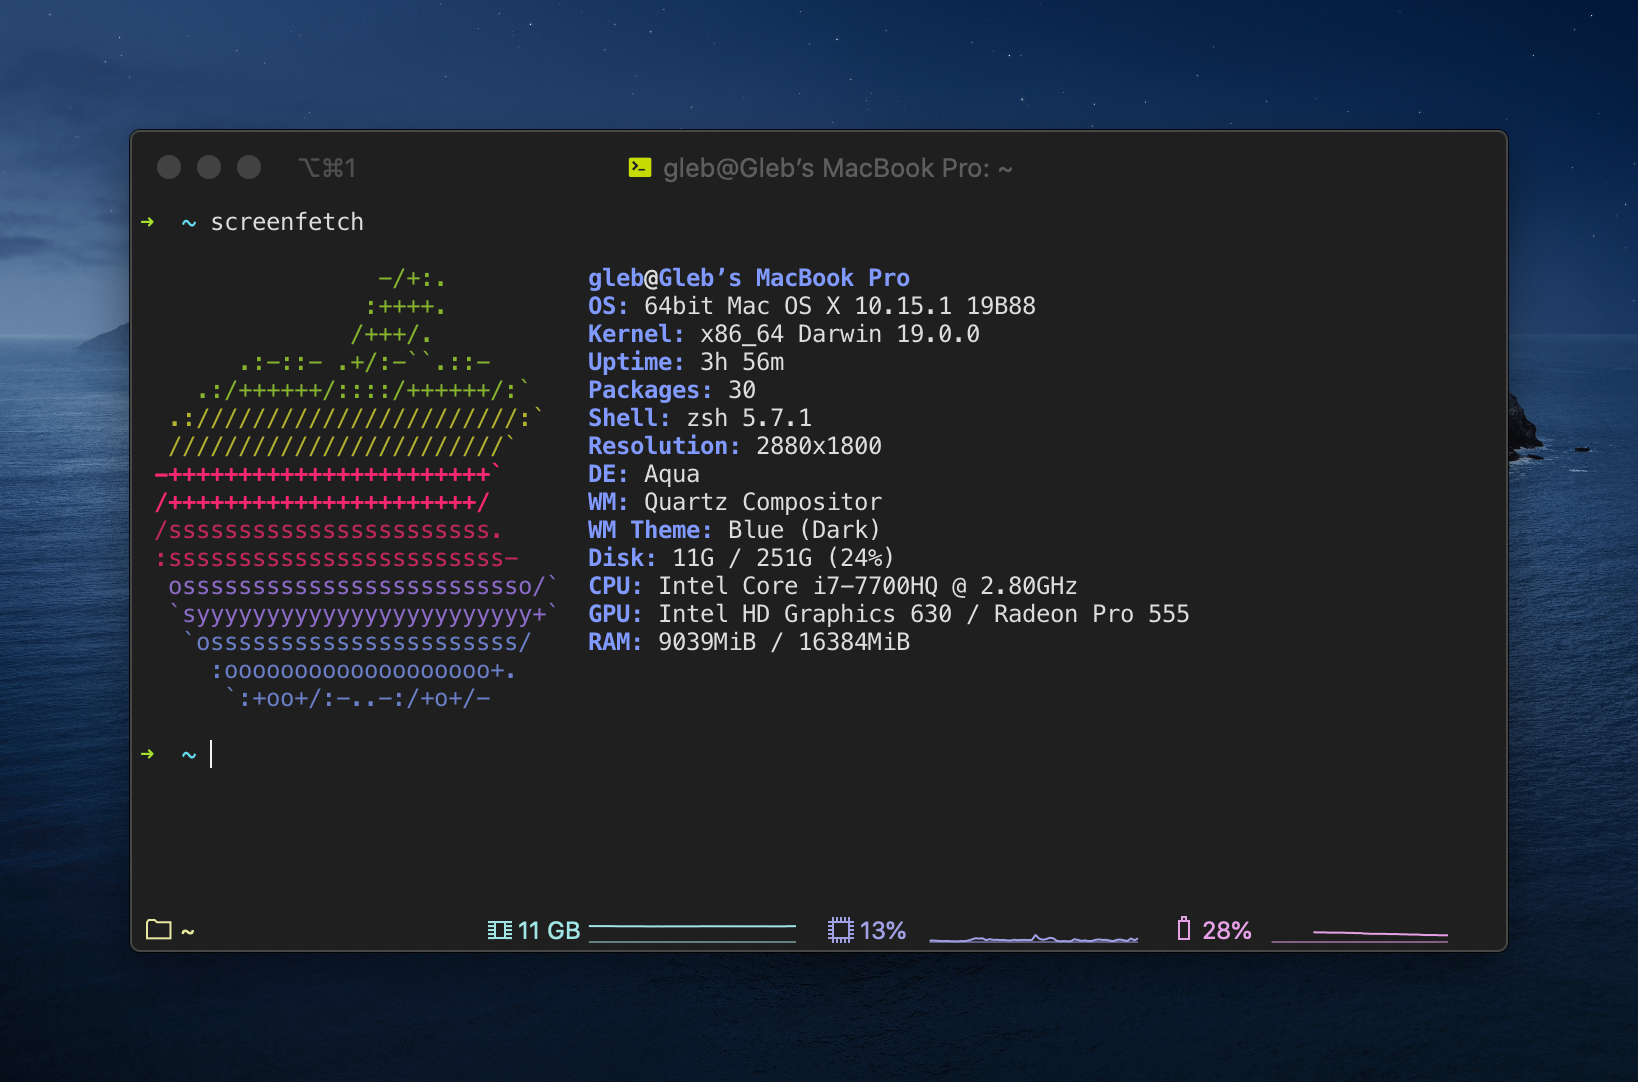 ⌥⌘1
gleb@Gleb’s MacBook Pro: ~
➜  ~ screenfetch
                 -/+:.          gleb@Gleb’s MacBook Pro
                :++++.          OS: 64bit Mac OS X 10.15.1 19B88
               /+++/.           Kernel: x86_64 Darwin 19.0.0
       .:-::- .+/:-``.::-       Uptime: 3h 56m
    .:/++++++/::::/++++++/:`    Packages: 30
  .:///////////////////////:`   Shell: zsh 5.7.1
  ////////////////////////`     Resolution: 2880x1800
 -+++++++++++++++++++++++`      DE: Aqua
 /++++++++++++++++++++++/       WM: Quartz Compositor
 /sssssssssssssssssssssss.      WM Theme: Blue (Dark)
 :ssssssssssssssssssssssss-     Disk: 11G / 251G (24%)
  osssssssssssssssssssssssso/`  CPU: Intel Core i7-7700HQ @ 2.80GHz
  `syyyyyyyyyyyyyyyyyyyyyyyy+`  GPU: Intel HD Graphics 630 / Radeon Pro 555
   `ossssssssssssssssssssss/    RAM: 9039MiB / 16384MiB
     :ooooooooooooooooooo+.
      `:+oo+/:-..-:/+o+/-
➜  ~
~ 11 GB 13% 28%